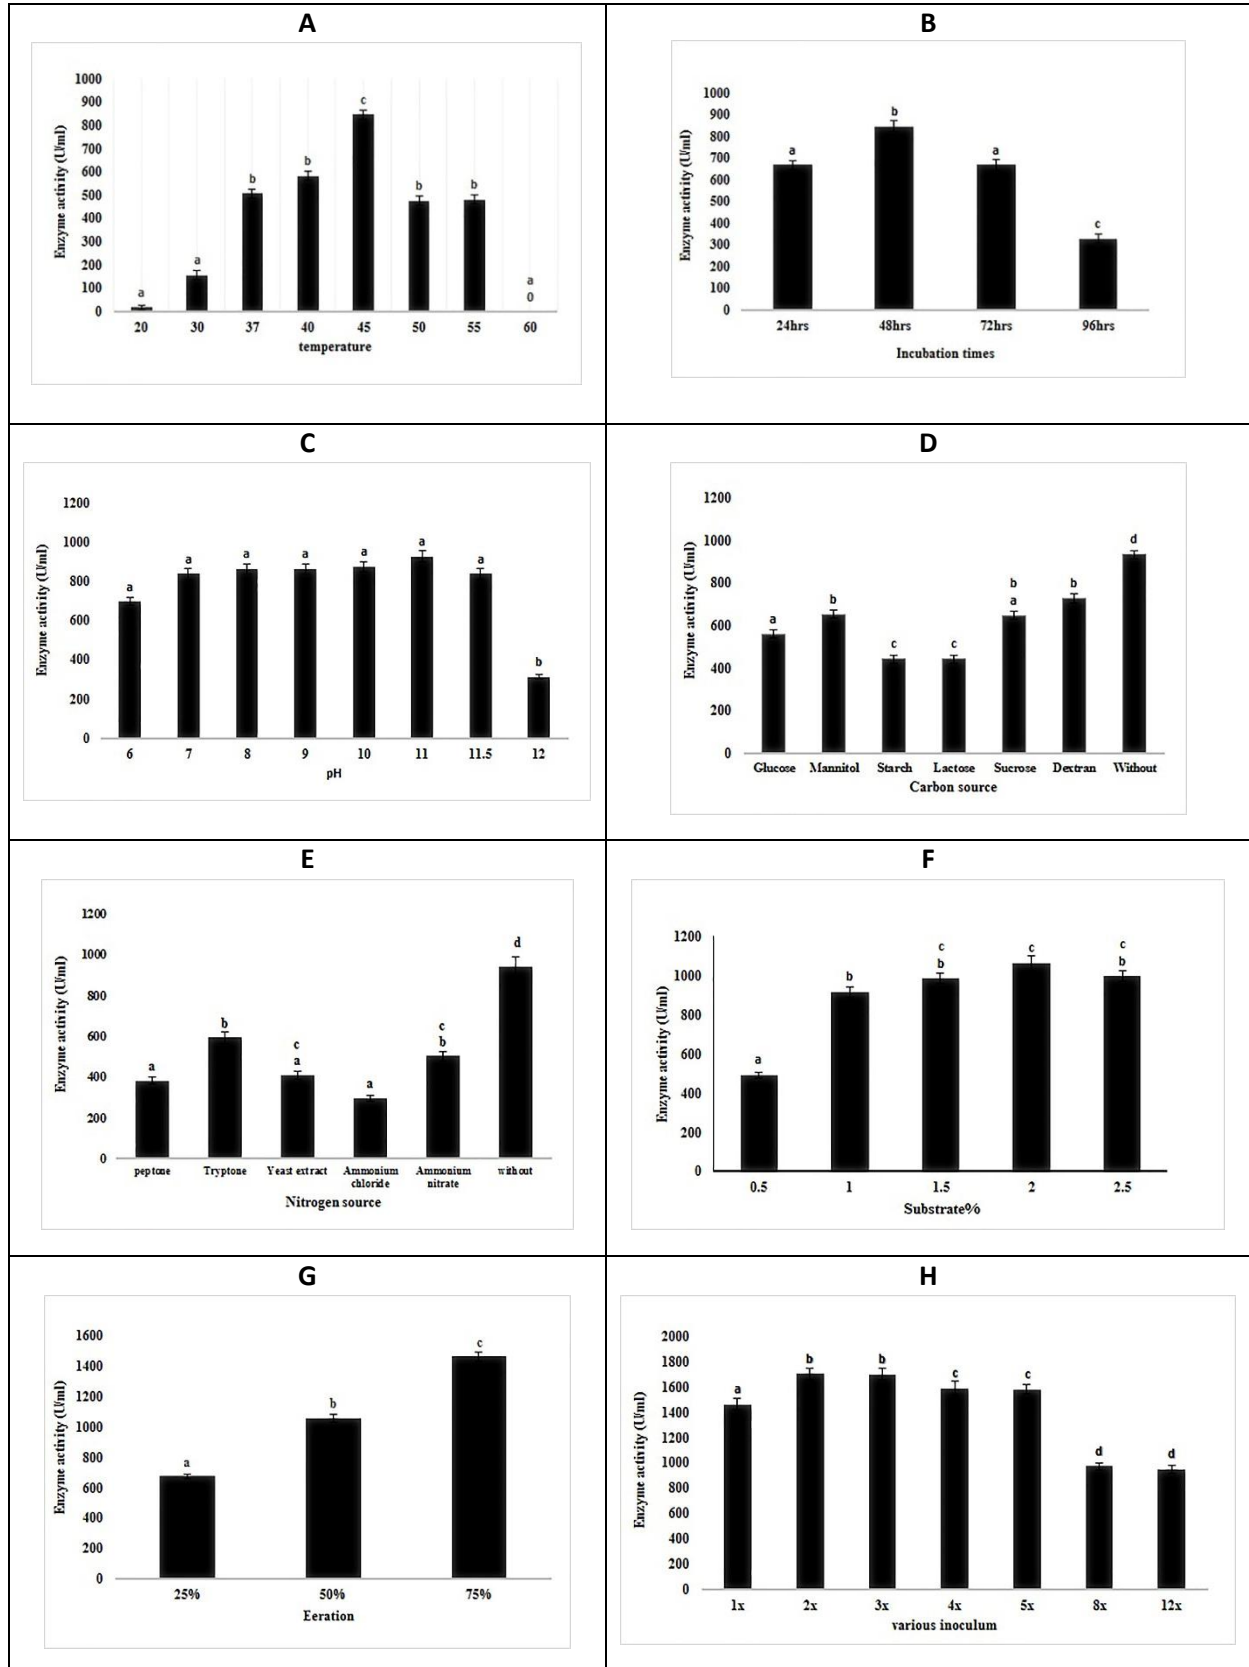 A
Enzyme activity (U/ml)
1000
900
800
700
600
500
400
300
200
100
0
a
a
b
b
c
b
b
a
0
20 30 37 40 45 50 55 60
temperature
B
Enzyme activity (U/ml)
1000
900
800
700
600
500
400
300
200
100
0
a
b
a
c
24hrs 48hrs 72hrs 96hrs
Incubation times
C
Enzyme activity (U/ml)
1200
1000
800
600
400
200
0
a
a
a
a
a
a
a
b
6 7 8 9 10 11 11.5 12
pH
D
Enzyme activity (U/ml)
1200
1000
800
600
400
200
0
a
b
c
c
b
a
b
d
Glucose Mannitol Starch Lactose Sucrose Dextran Without
Carbon source
E
Enzyme activity (U/ml)
1200
1000
800
600
400
200
0
a
b
c
a
a
c
b
d
peptone Tryptone Yeast extract Ammonium chloride Ammonium nitrate without
Nitrogen source
F
Enzyme activity (U/ml)
1200
1000
800
600
400
200
0
a
b
c
b
c
c
b
0.5 1 1.5 2 2.5
Substrate%
G
Enzyme activity (U/ml)
1600
1400
1200
1000
800
600
400
200
0
a
b
c
25% 50% 75%
Eeration
H
Enzyme activity (U/ml)
2000
1800
1600
1400
1200
1000
800
600
400
200
0
a
b
b
c
c
d
d
1x 2x 3x 4x 5x 8x 12x
various inoculum